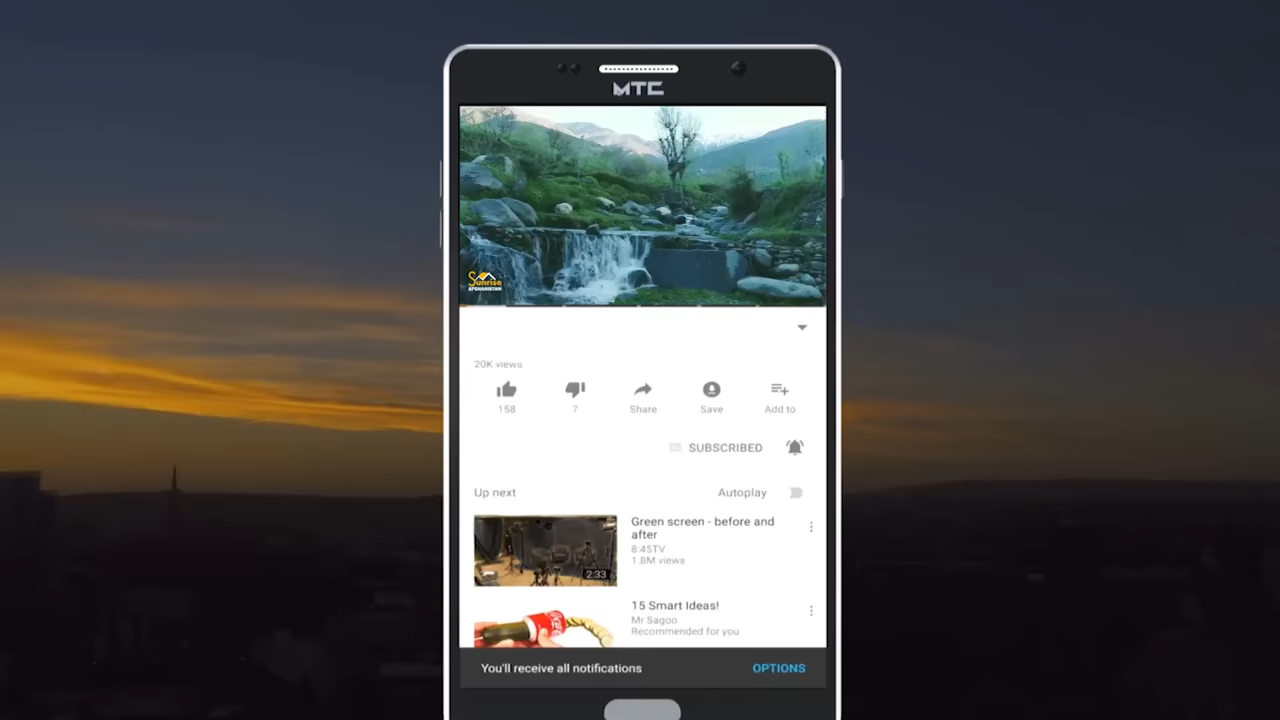 MTC
Sunrise
AFGHANISTAN
20K views
158
7
Share
Save
Add to
SUBSCRIBED
Up next
Autoplay
Green screen - before and
after
8:45TV
1.8M views
2:33
15 Smart Ideas!
Mr Sagoo
Recommended for you
You'll receive all notifications
OPTIONS